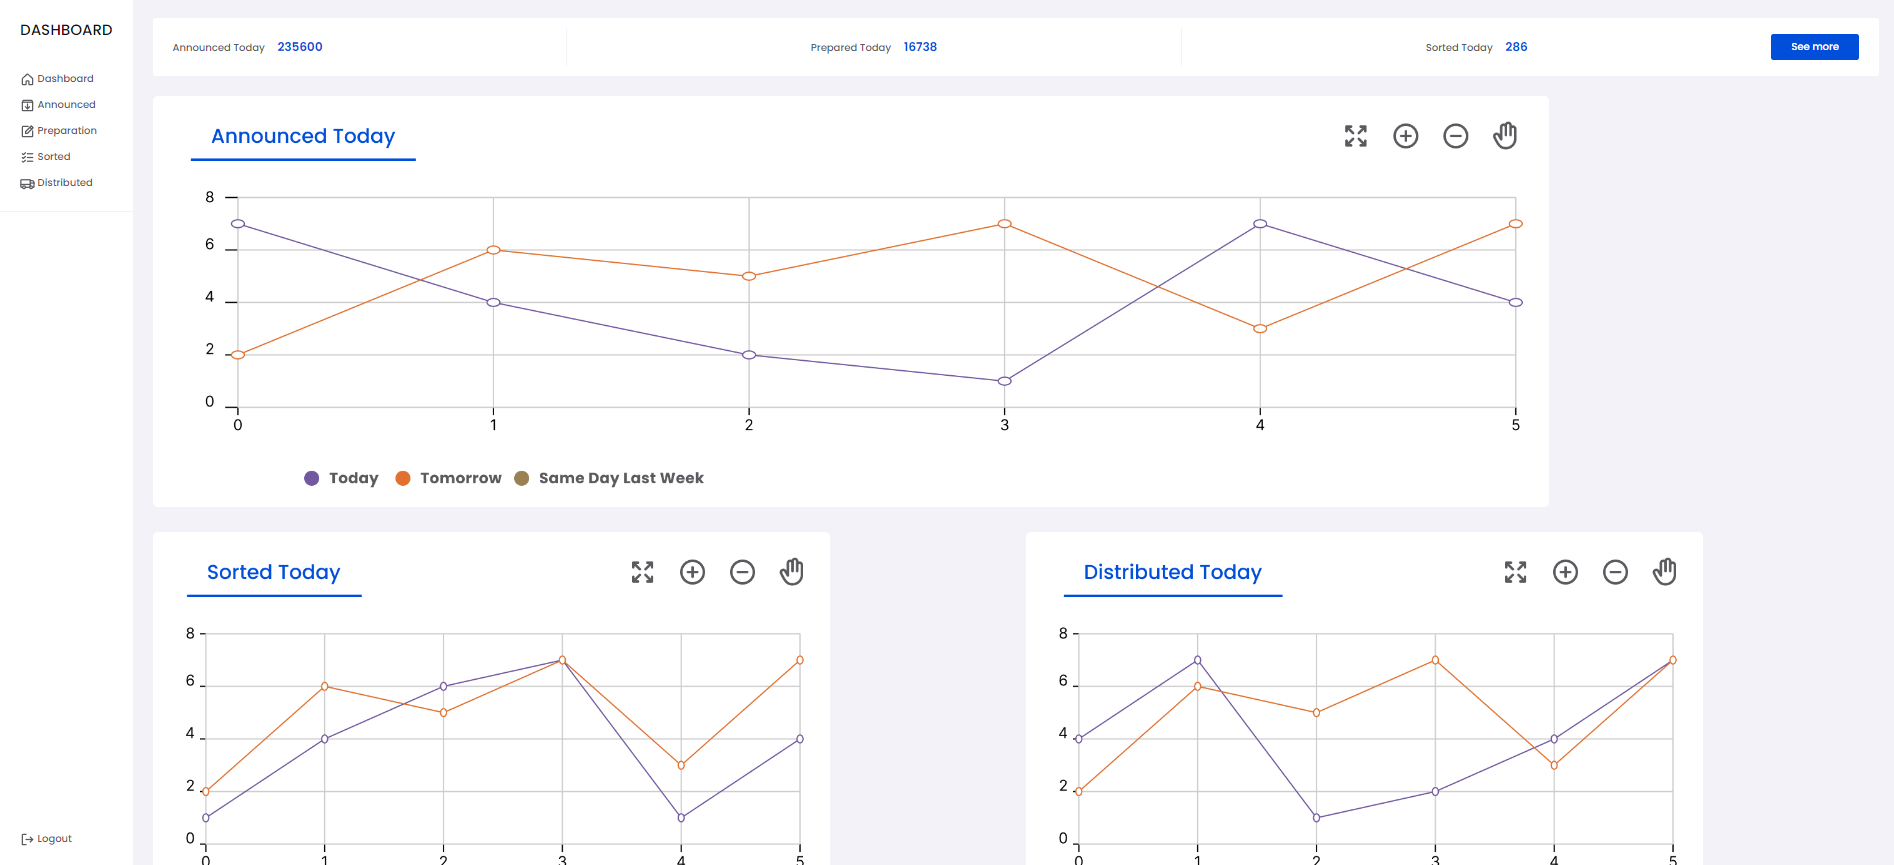 DASHBOARD
Dashboard
Announced
Preparation
Sorted
Distributed
Logout
Announced Today 235600
Prepared Today 16738
Sorted Today 286
See more
Announced Today
8
6
4
2
0
0 1 2 3 4 5
Today Tomorrow Same Day Last Week
Sorted Today
8
6
4
2
0
0 1 2 3 4 5
Distributed Today
8
6
4
2
0
0 1 2 3 4 5